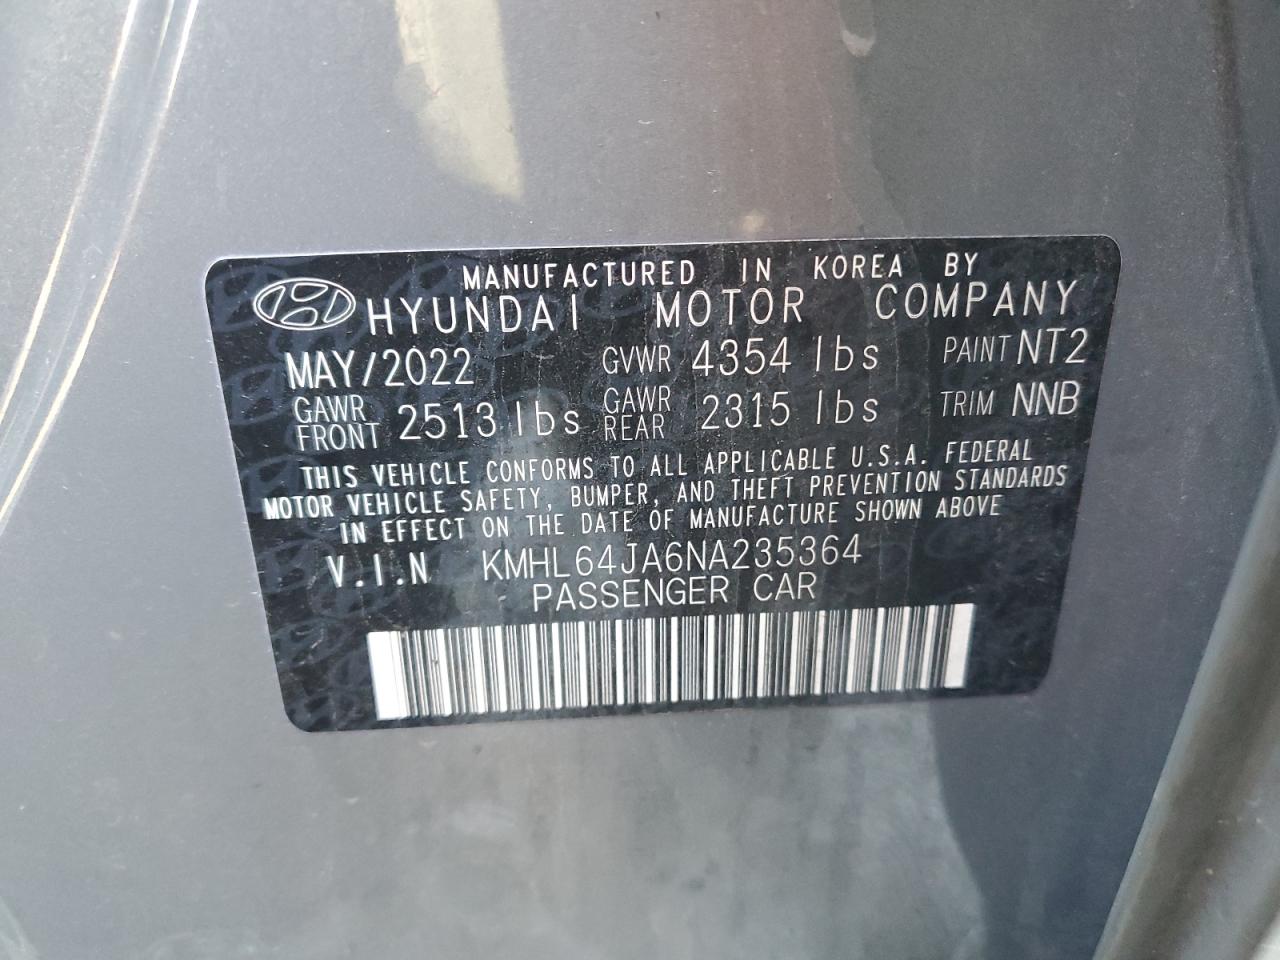 MANUFACTURED IN KOREA BY
HYUNDAI MOTOR COMPANY
MAY/2022 GVWR 4354 lbs PAINT NT2
GAWR FRONT 2513 lbs GAWR REAR 2315 lbs TRIM NNB
THIS VEHICLE CONFORMS TO ALL APPLICABLE U.S.A. FEDERAL
MOTOR VEHICLE SAFETY, BUMPER, AND THEFT PREVENTION STANDARDS
IN EFFECT ON THE DATE OF MANUFACTURE SHOWN ABOVE
V.I.N KMHL64JA6NA235364
PASSENGER CAR